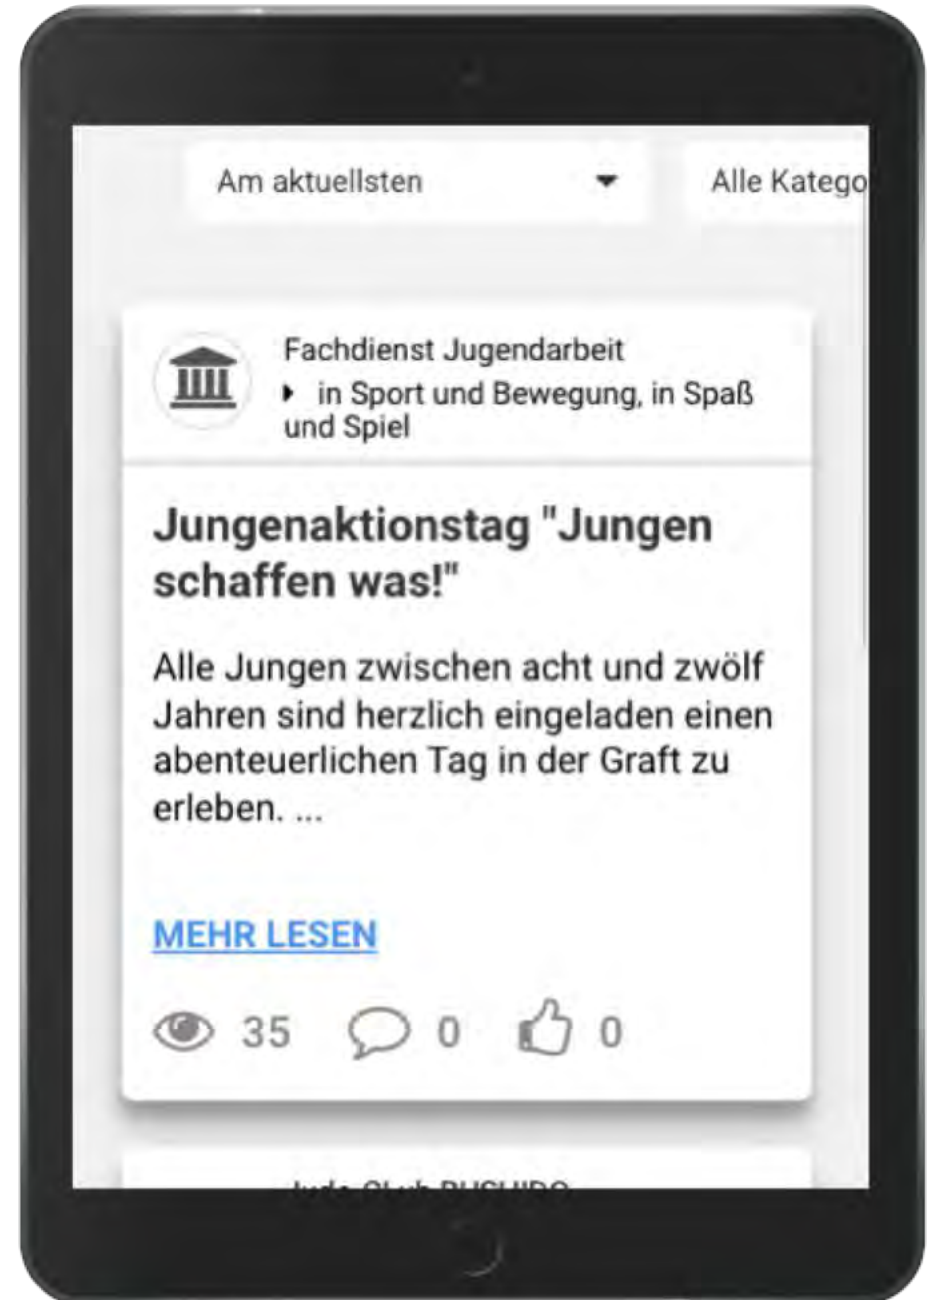 Am aktuellsten Alle Katego
Fachdienst Jugendarbeit
in Sport und Bewegung, in Spaß
und Spiel
Jungenaktionstag "Jungen
schaffen was!"
Alle Jungen zwischen acht und zwölf
Jahren sind herzlich eingeladen einen
abenteuerlichen Tag in der Graft zu
erleben. ...
MEHR LESEN
35 0 0